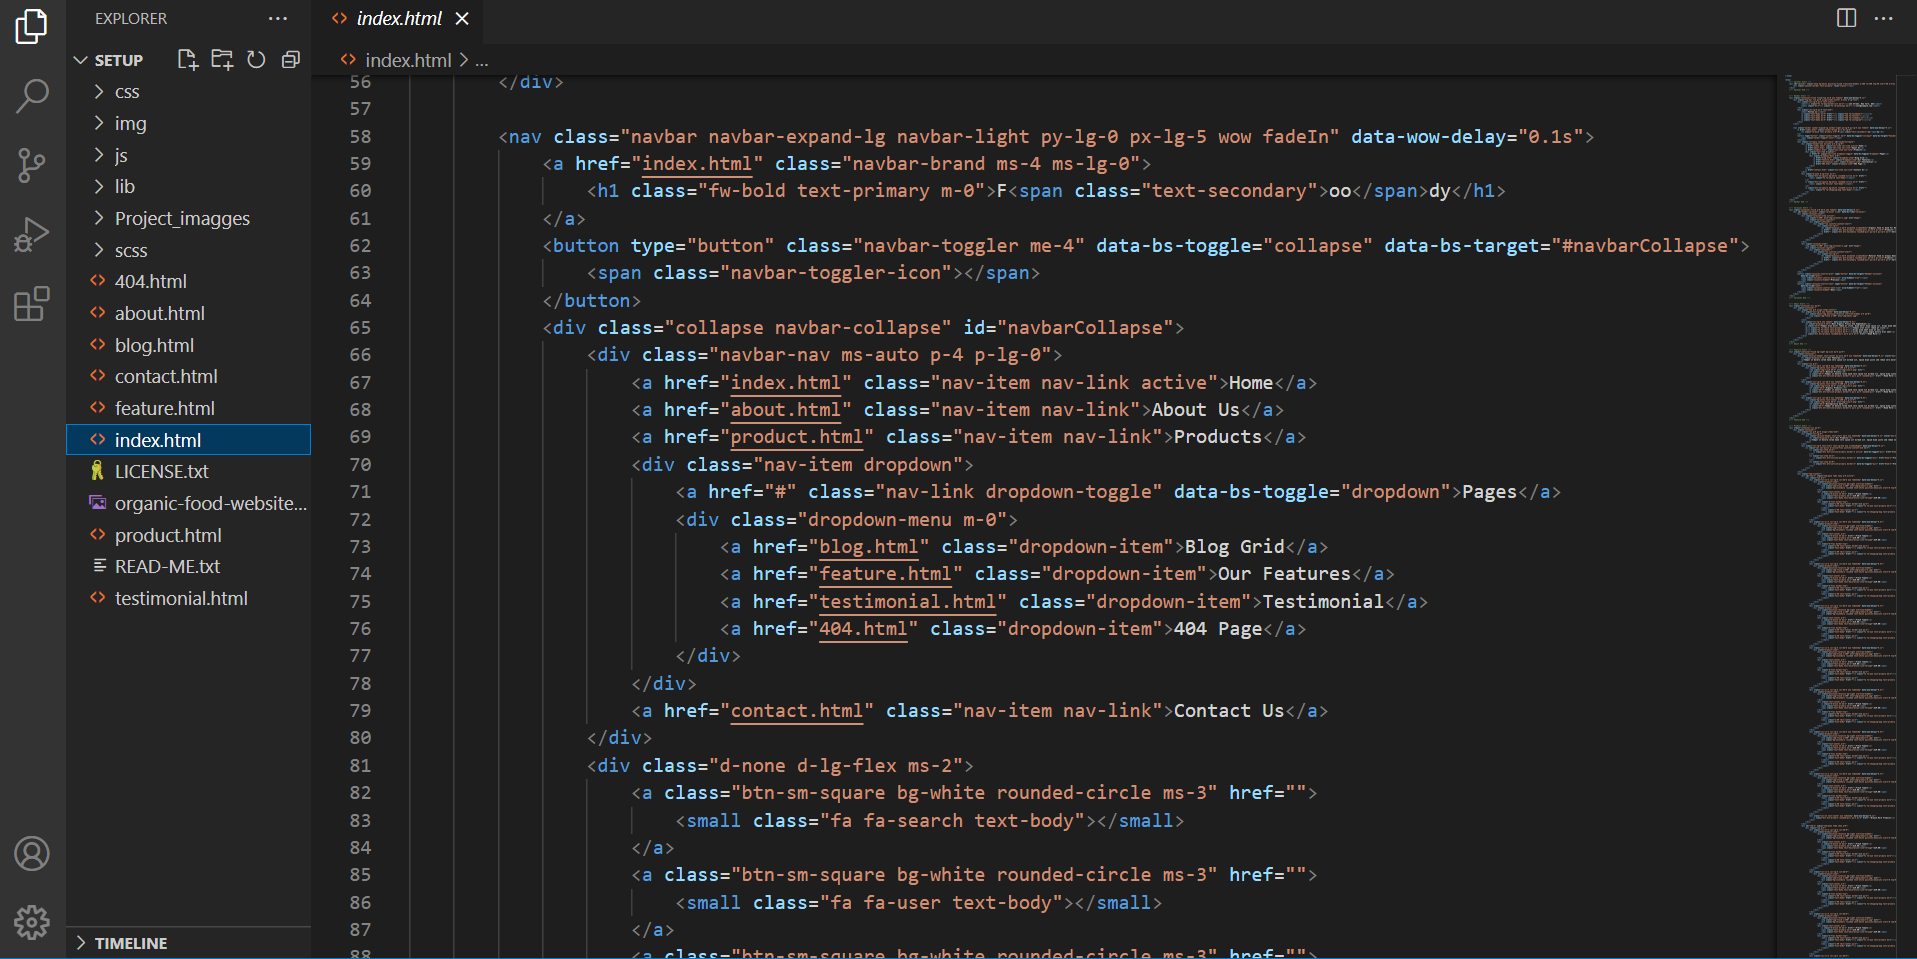 EXPLORER
SETUP
css
img
js
lib
Project_imagges
scss
404.html
about.html
blog.html
contact.html
feature.html
index.html
LICENSE.txt
organic-food-website...
product.html
READ-ME.txt
testimonial.html
TIMELINE
index.html
index.html > ...
56 </div>
57
58 <nav class="navbar navbar-expand-lg navbar-light py-lg-0 px-lg-5 wow fadeIn" data-wow-delay="0.1s">
59 <a href="index.html" class="navbar-brand ms-4 ms-lg-0">
60 <h1 class="fw-bold text-primary m-0">F<span class="text-secondary">oo</span>dy</h1>
61 </a>
62 <button type="button" class="navbar-toggler me-4" data-bs-toggle="collapse" data-bs-target="#navbarCollapse">
63 <span class="navbar-toggler-icon"></span>
64 </button>
65 <div class="collapse navbar-collapse" id="navbarCollapse">
66 <div class="navbar-nav ms-auto p-4 p-lg-0">
67 <a href="index.html" class="nav-item nav-link active">Home</a>
68 <a href="about.html" class="nav-item nav-link">About Us</a>
69 <a href="product.html" class="nav-item nav-link">Products</a>
70 <div class="nav-item dropdown">
71 <a href="#" class="nav-link dropdown-toggle" data-bs-toggle="dropdown">Pages</a>
72 <div class="dropdown-menu m-0">
73 <a href="blog.html" class="dropdown-item">Blog Grid</a>
74 <a href="feature.html" class="dropdown-item">Our Features</a>
75 <a href="testimonial.html" class="dropdown-item">Testimonial</a>
76 <a href="404.html" class="dropdown-item">404 Page</a>
77 </div>
78 </div>
79 <a href="contact.html" class="nav-item nav-link">Contact Us</a>
80 </div>
81 <div class="d-none d-lg-flex ms-2">
82 <a class="btn-sm-square bg-white rounded-circle ms-3" href="">
83 <small class="fa fa-search text-body"></small>
84 </a>
85 <a class="btn-sm-square bg-white rounded-circle ms-3" href="">
86 <small class="fa fa-user text-body"></small>
87 </a>
88 <a class="btn-sm-square bg-white rounded-circle ms-3" href="">